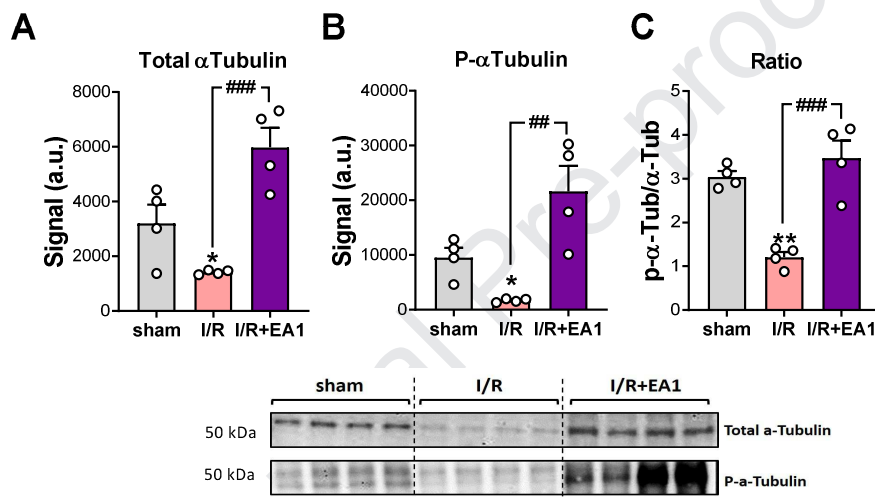 A
B
C
Total αTubulin
P-αTubulin
Ratio
Signal (a.u.)
8000
6000
4000
2000
0
###
*
sham
I/R
I/R+EA1
Signal (a.u.)
40000
30000
20000
10000
0
##
*
sham
I/R
I/R+EA1
p-α-Tub/α-Tub
5
4
3
2
1
0
###
**
sham
I/R
I/R+EA1
Pre-proo
sham
I/R
I/R+EA1
50 kDa
Total a-Tubulin
50 kDa
P-a-Tubulin